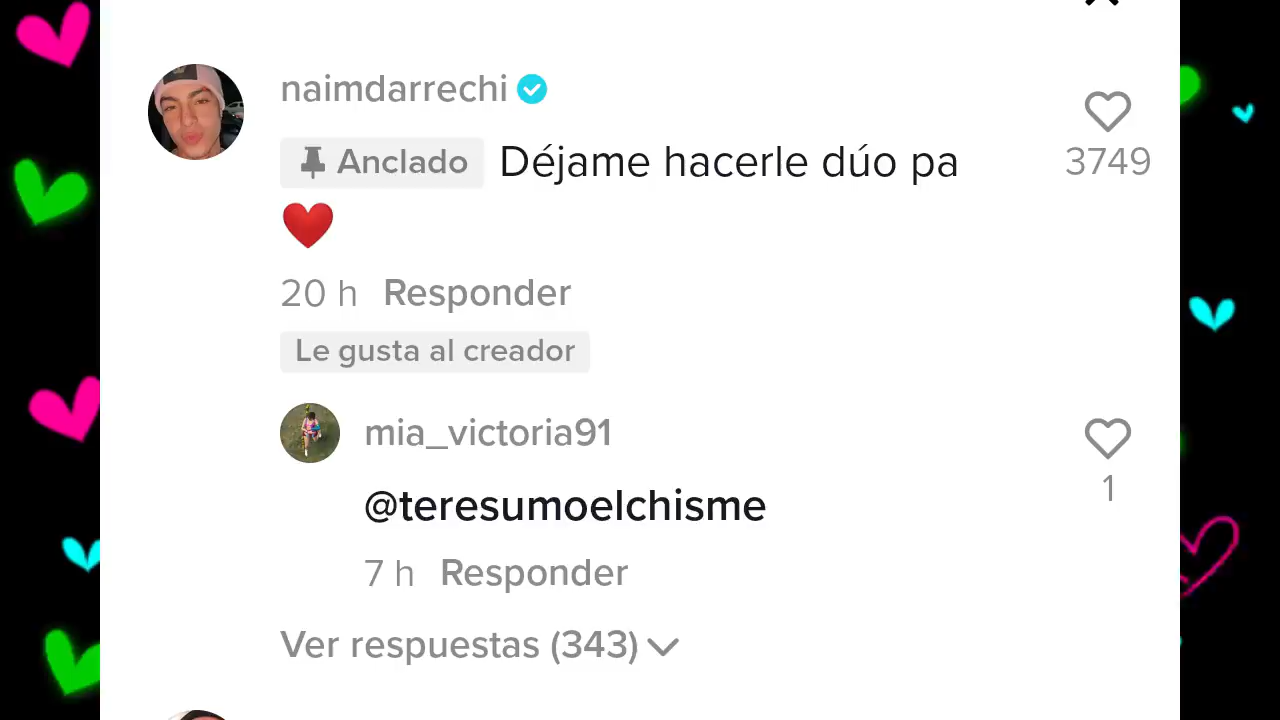 naimdarrechi
Anclado Déjame hacerle dúo pa
❤️
3749
20 h Responder
Le gusta al creador
mia_victoria91
@teresumoelchisme
1
7 h Responder
Ver respuestas (343)